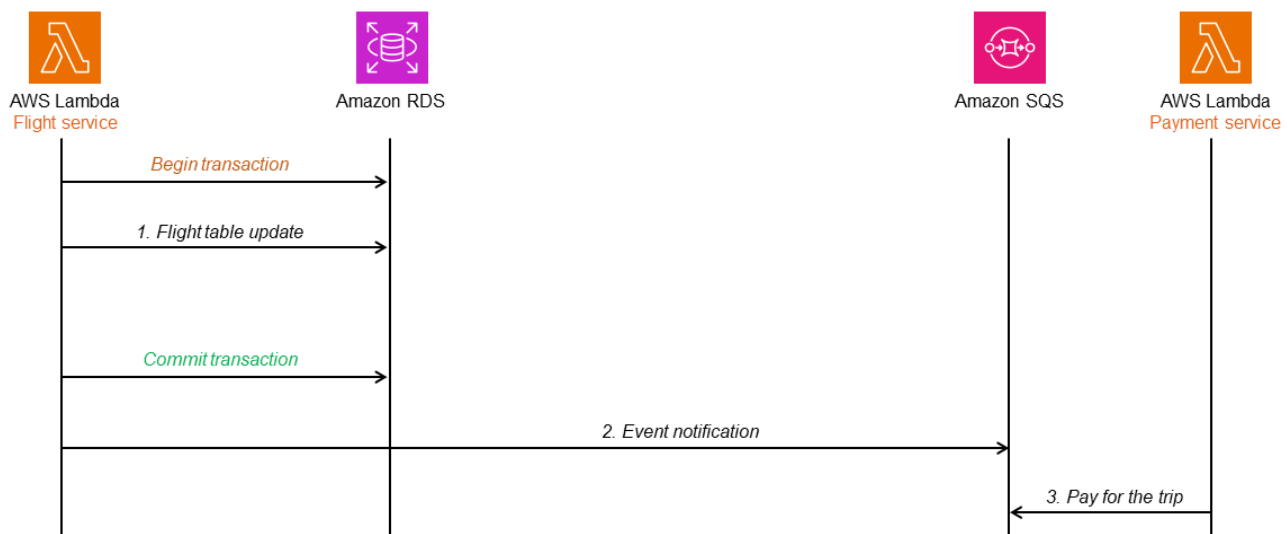 AWS Lambda
Flight service
Amazon RDS
Amazon SQS
AWS Lambda
Payment service
Begin transaction
1. Flight table update
Commit transaction
2. Event notification
3. Pay for the trip